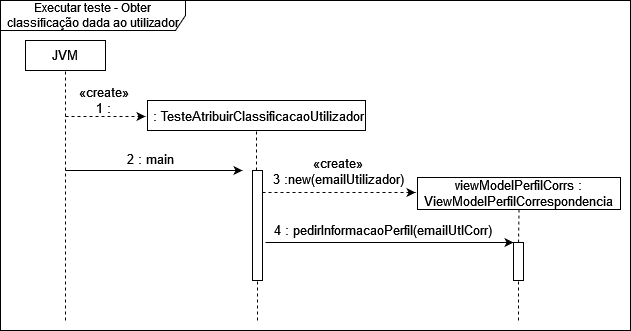 Executar teste - Obter
classificação dada ao utilizador
JVM
«create»
1 :
: TesteAtribuirClassificacaoUtilizador
2 : main
«create»
3 :new(emailUtilizador)
viewModelPerfilCorrs :
ViewModelPerfilCorrespondencia
4 : pedirInformacaoPerfil(emailUtlCorr)